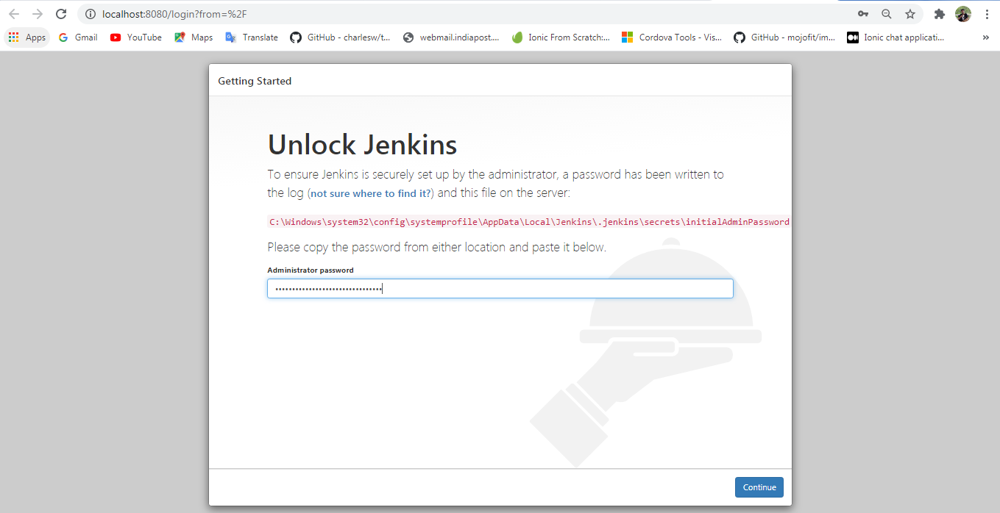 localhost:8080/login?from=%2F
Apps Gmail YouTube Maps Translate GitHub - charlesw/t... webmail.indiapost.... Ionic From Scratch:... Cordova Tools - Vis... GitHub - mojofit/im... Ionic chat applicati... »
Getting Started
Unlock Jenkins
To ensure Jenkins is securely set up by the administrator, a password has been written to
the log (not sure where to find it?) and this file on the server:
C:\Windows\system32\config\systemprofile\AppData\Local\Jenkins\.jenkins\secrets\initialAdminPassword
Please copy the password from either location and paste it below.
Administrator password
Continue